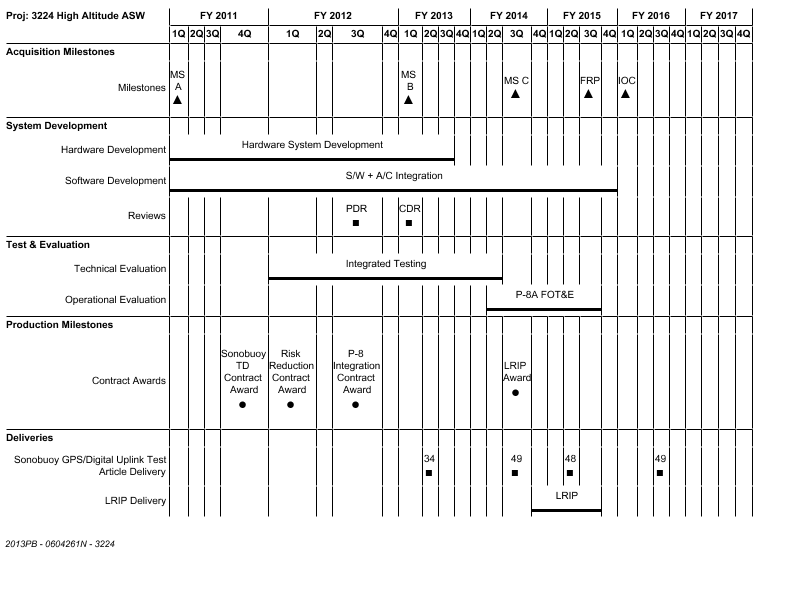 Proj: 3224 High Altitude ASW FY 2011 FY 2012 FY 2013 FY 2014 FY 2015 FY 2016 FY 2017
1Q 2Q 3Q 4Q 1Q 2Q 3Q 4Q 1Q 2Q 3Q 4Q 1Q 2Q 3Q 4Q 1Q 2Q 3Q 4Q 1Q 2Q 3Q 4Q 1Q 2Q 3Q 4Q
Acquisition Milestones
Milestones
MS
A
MS
B
MS C
FRP
IOC
System Development
Hardware Development
Hardware System Development
Software Development
S/W + A/C Integration
Reviews
PDR
CDR
Test & Evaluation
Technical Evaluation
Integrated Testing
Operational Evaluation
P-8A FOT&E
Production Milestones
Contract Awards
Sonobuoy
TD
Contract
Award
Risk
Reduction
Contract
Award
P-8
Integration
Contract
Award
LRIP
Award
Deliveries
Sonobuoy GPS/Digital Uplink Test
Article Delivery
34
49
48
49
LRIP Delivery
LRIP
2013PB - 0604261N - 3224